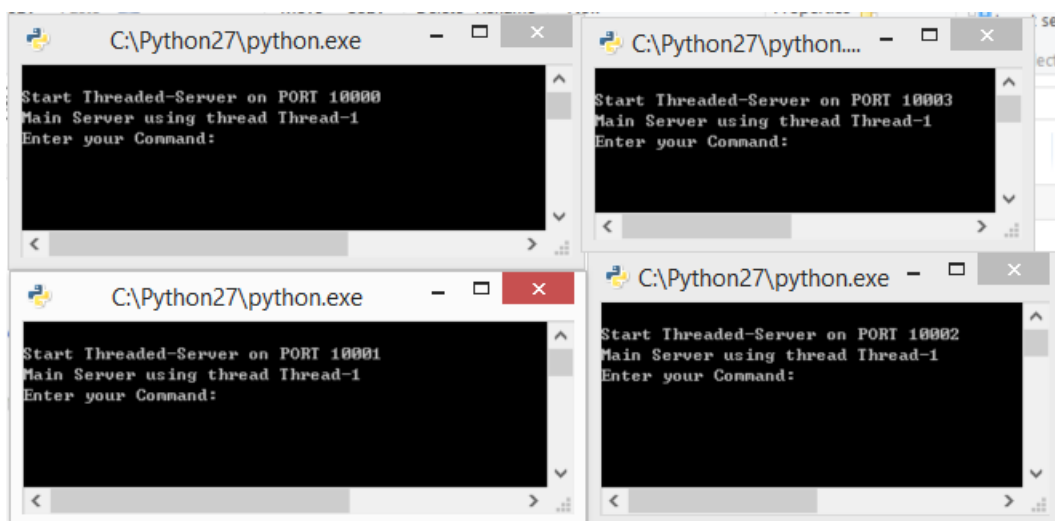 Properties
C:\Python27\python.exe
Start Threaded-Server on PORT 10000
Main Server using thread Thread-1
Enter your Command:
C:\Python27\python....
Start Threaded-Server on PORT 10003
Main Server using thread Thread-1
Enter your Command:
C:\Python27\python.exe
Start Threaded-Server on PORT 10001
Main Server using thread Thread-1
Enter your Command:
C:\Python27\python.exe
Start Threaded-Server on PORT 10002
Main Server using thread Thread-1
Enter your Command: